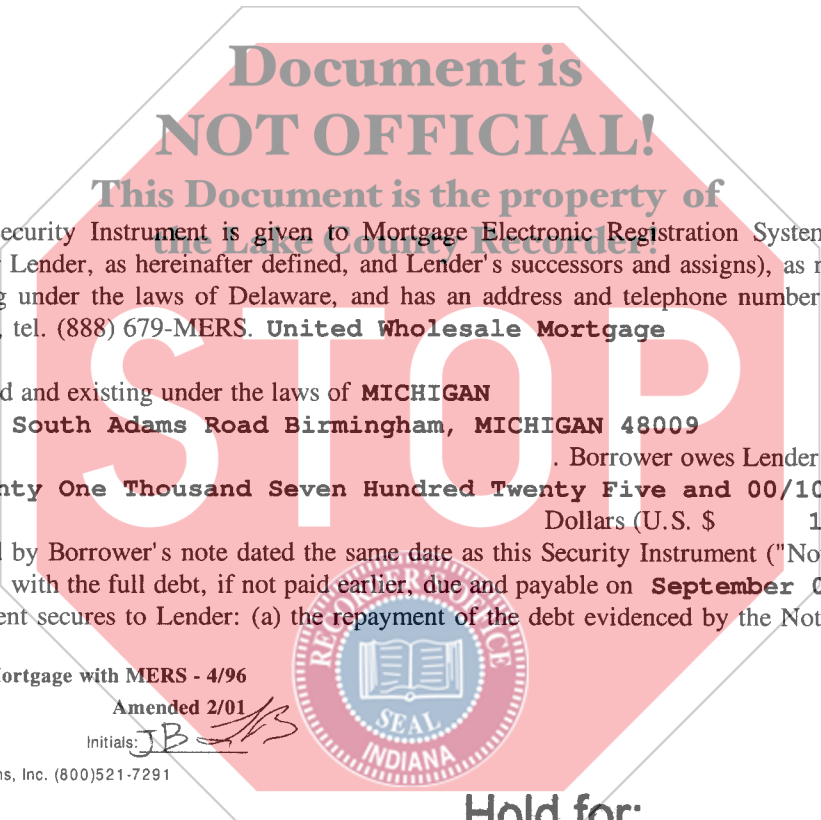 Document is
NOT OFFICIAL!
This Document is the property of
the Lake County Recorder!
STOP
ecurity Instrument is given to Mortgage Electronic Registration System
Lender, as hereinafter defined, and Lender's successors and assigns), as
under the laws of Delaware, and has an address and telephone number
, tel. (888) 679-MERS. United Wholesale Mortgage
d and existing under the laws of MICHIGAN
South Adams Road Birmingham, MICHIGAN 48009
. Borrower owes Lender
nty One Thousand Seven Hundred Twenty Five and 00/10
Dollars (U.S. $ 1
by Borrower's note dated the same date as this Security Instrument ("No
with the full debt, if not paid earlier, due and payable on September 0
ent secures to Lender: (a) the repayment of the debt evidenced by the Not
ortgage with MERS - 4/96
Amended 2/01
Initials: JB
ns, Inc. (800)521-7291
RECORDER'S OFFICE
SEAL
INDIANA
Hold for: